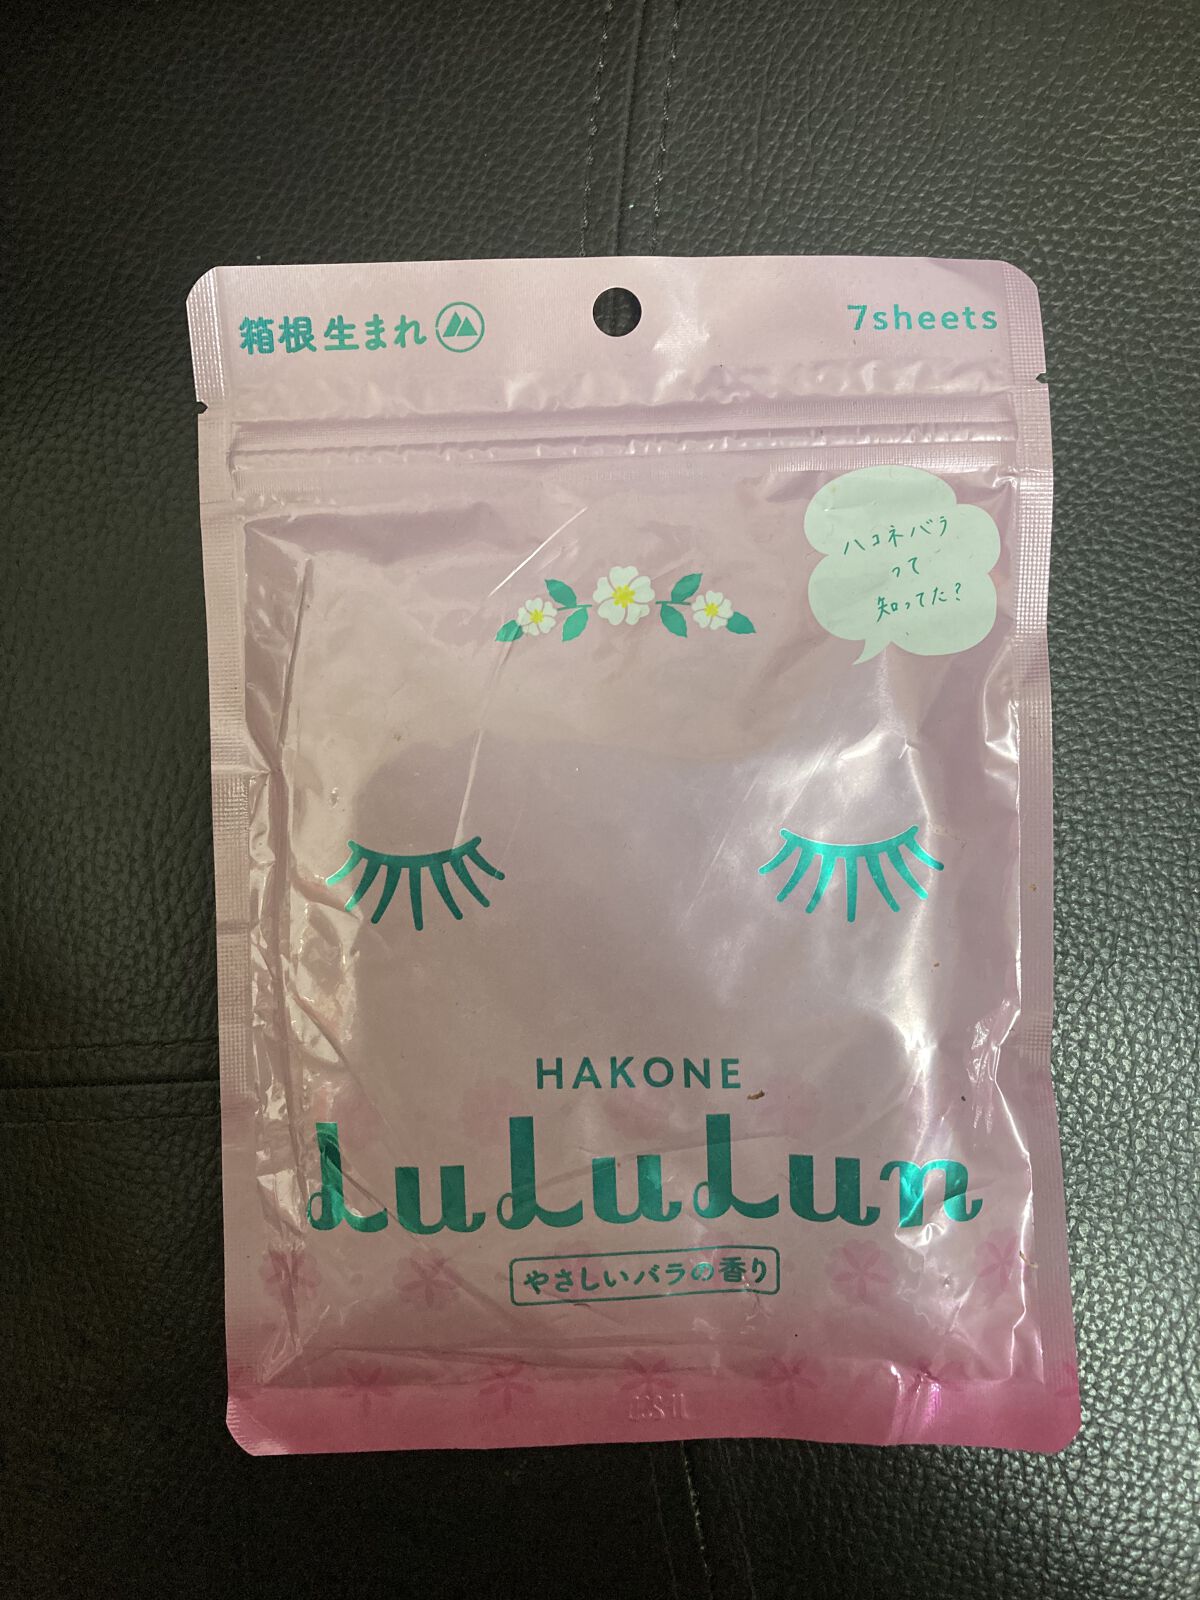 箱根生まれ
7sheets
ハコネバラ
って
知ってた?
HAKONE
LuLuLun
やさしいバラの香り